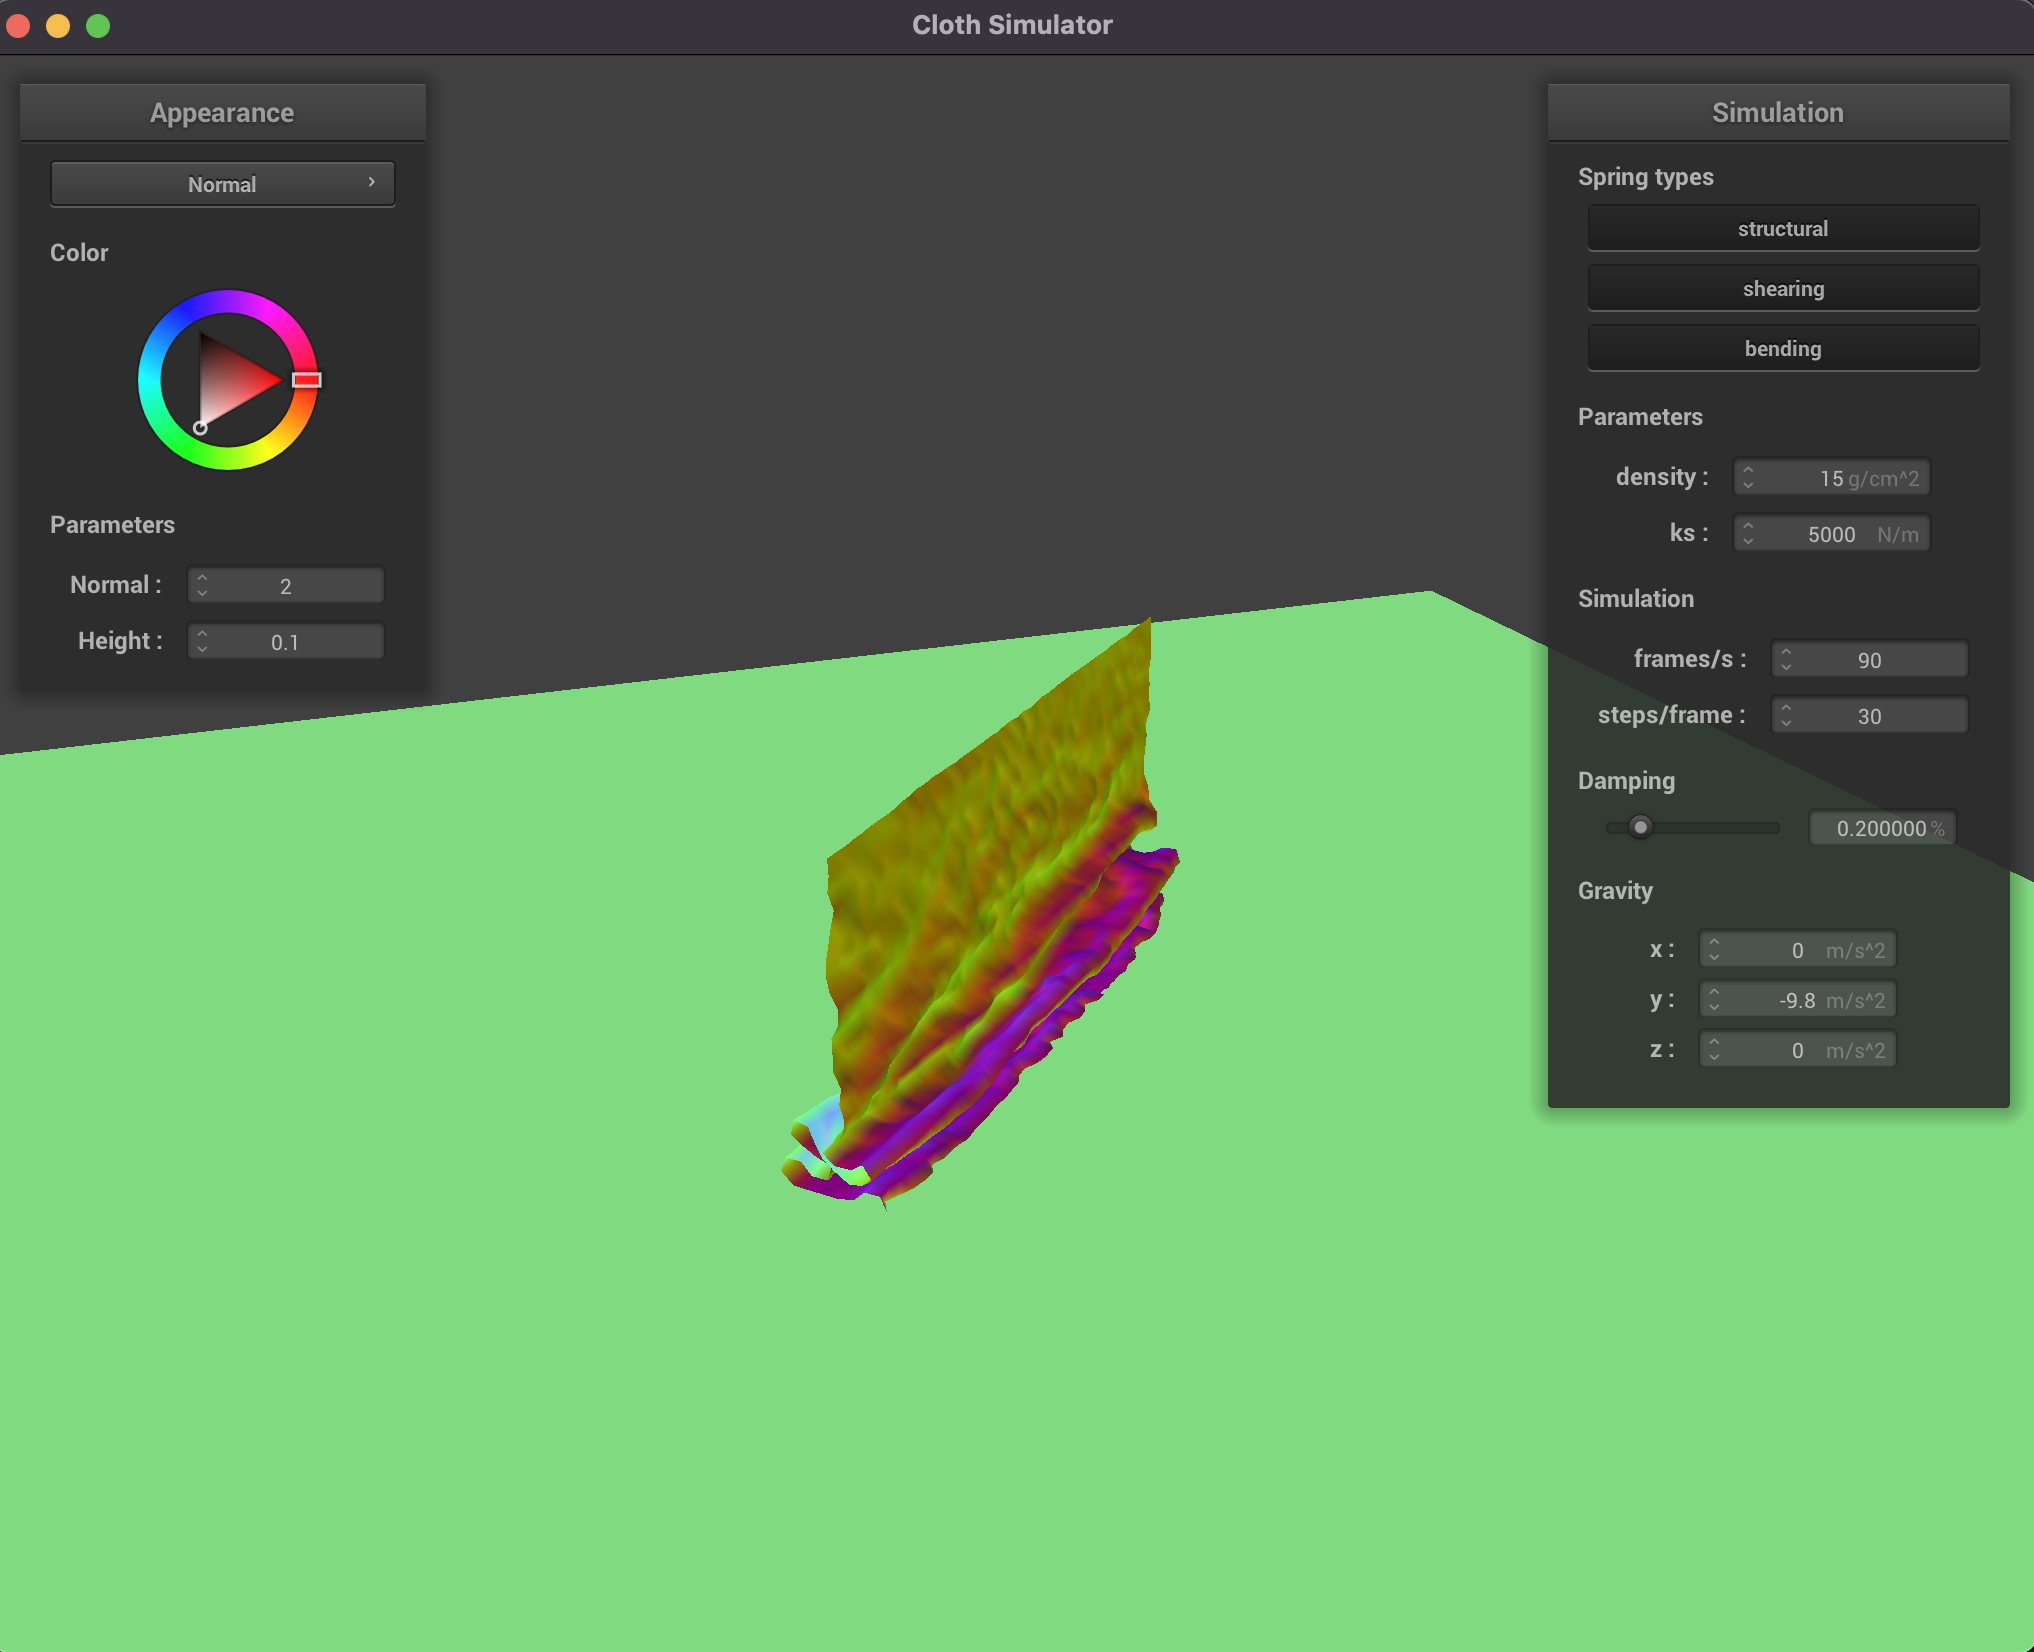 Cloth Simulator
Appearance
Normal
Color
Parameters
Normal : 2
Height : 0.1
Simulation
Spring types
structural
shearing
bending
Parameters
density : 15 g/cm^2
ks : 5000 N/m
Simulation
frames/s : 90
steps/frame : 30
Damping
0.200000 %
Gravity
x : 0 m/s^2
y : -9.8 m/s^2
z : 0 m/s^2